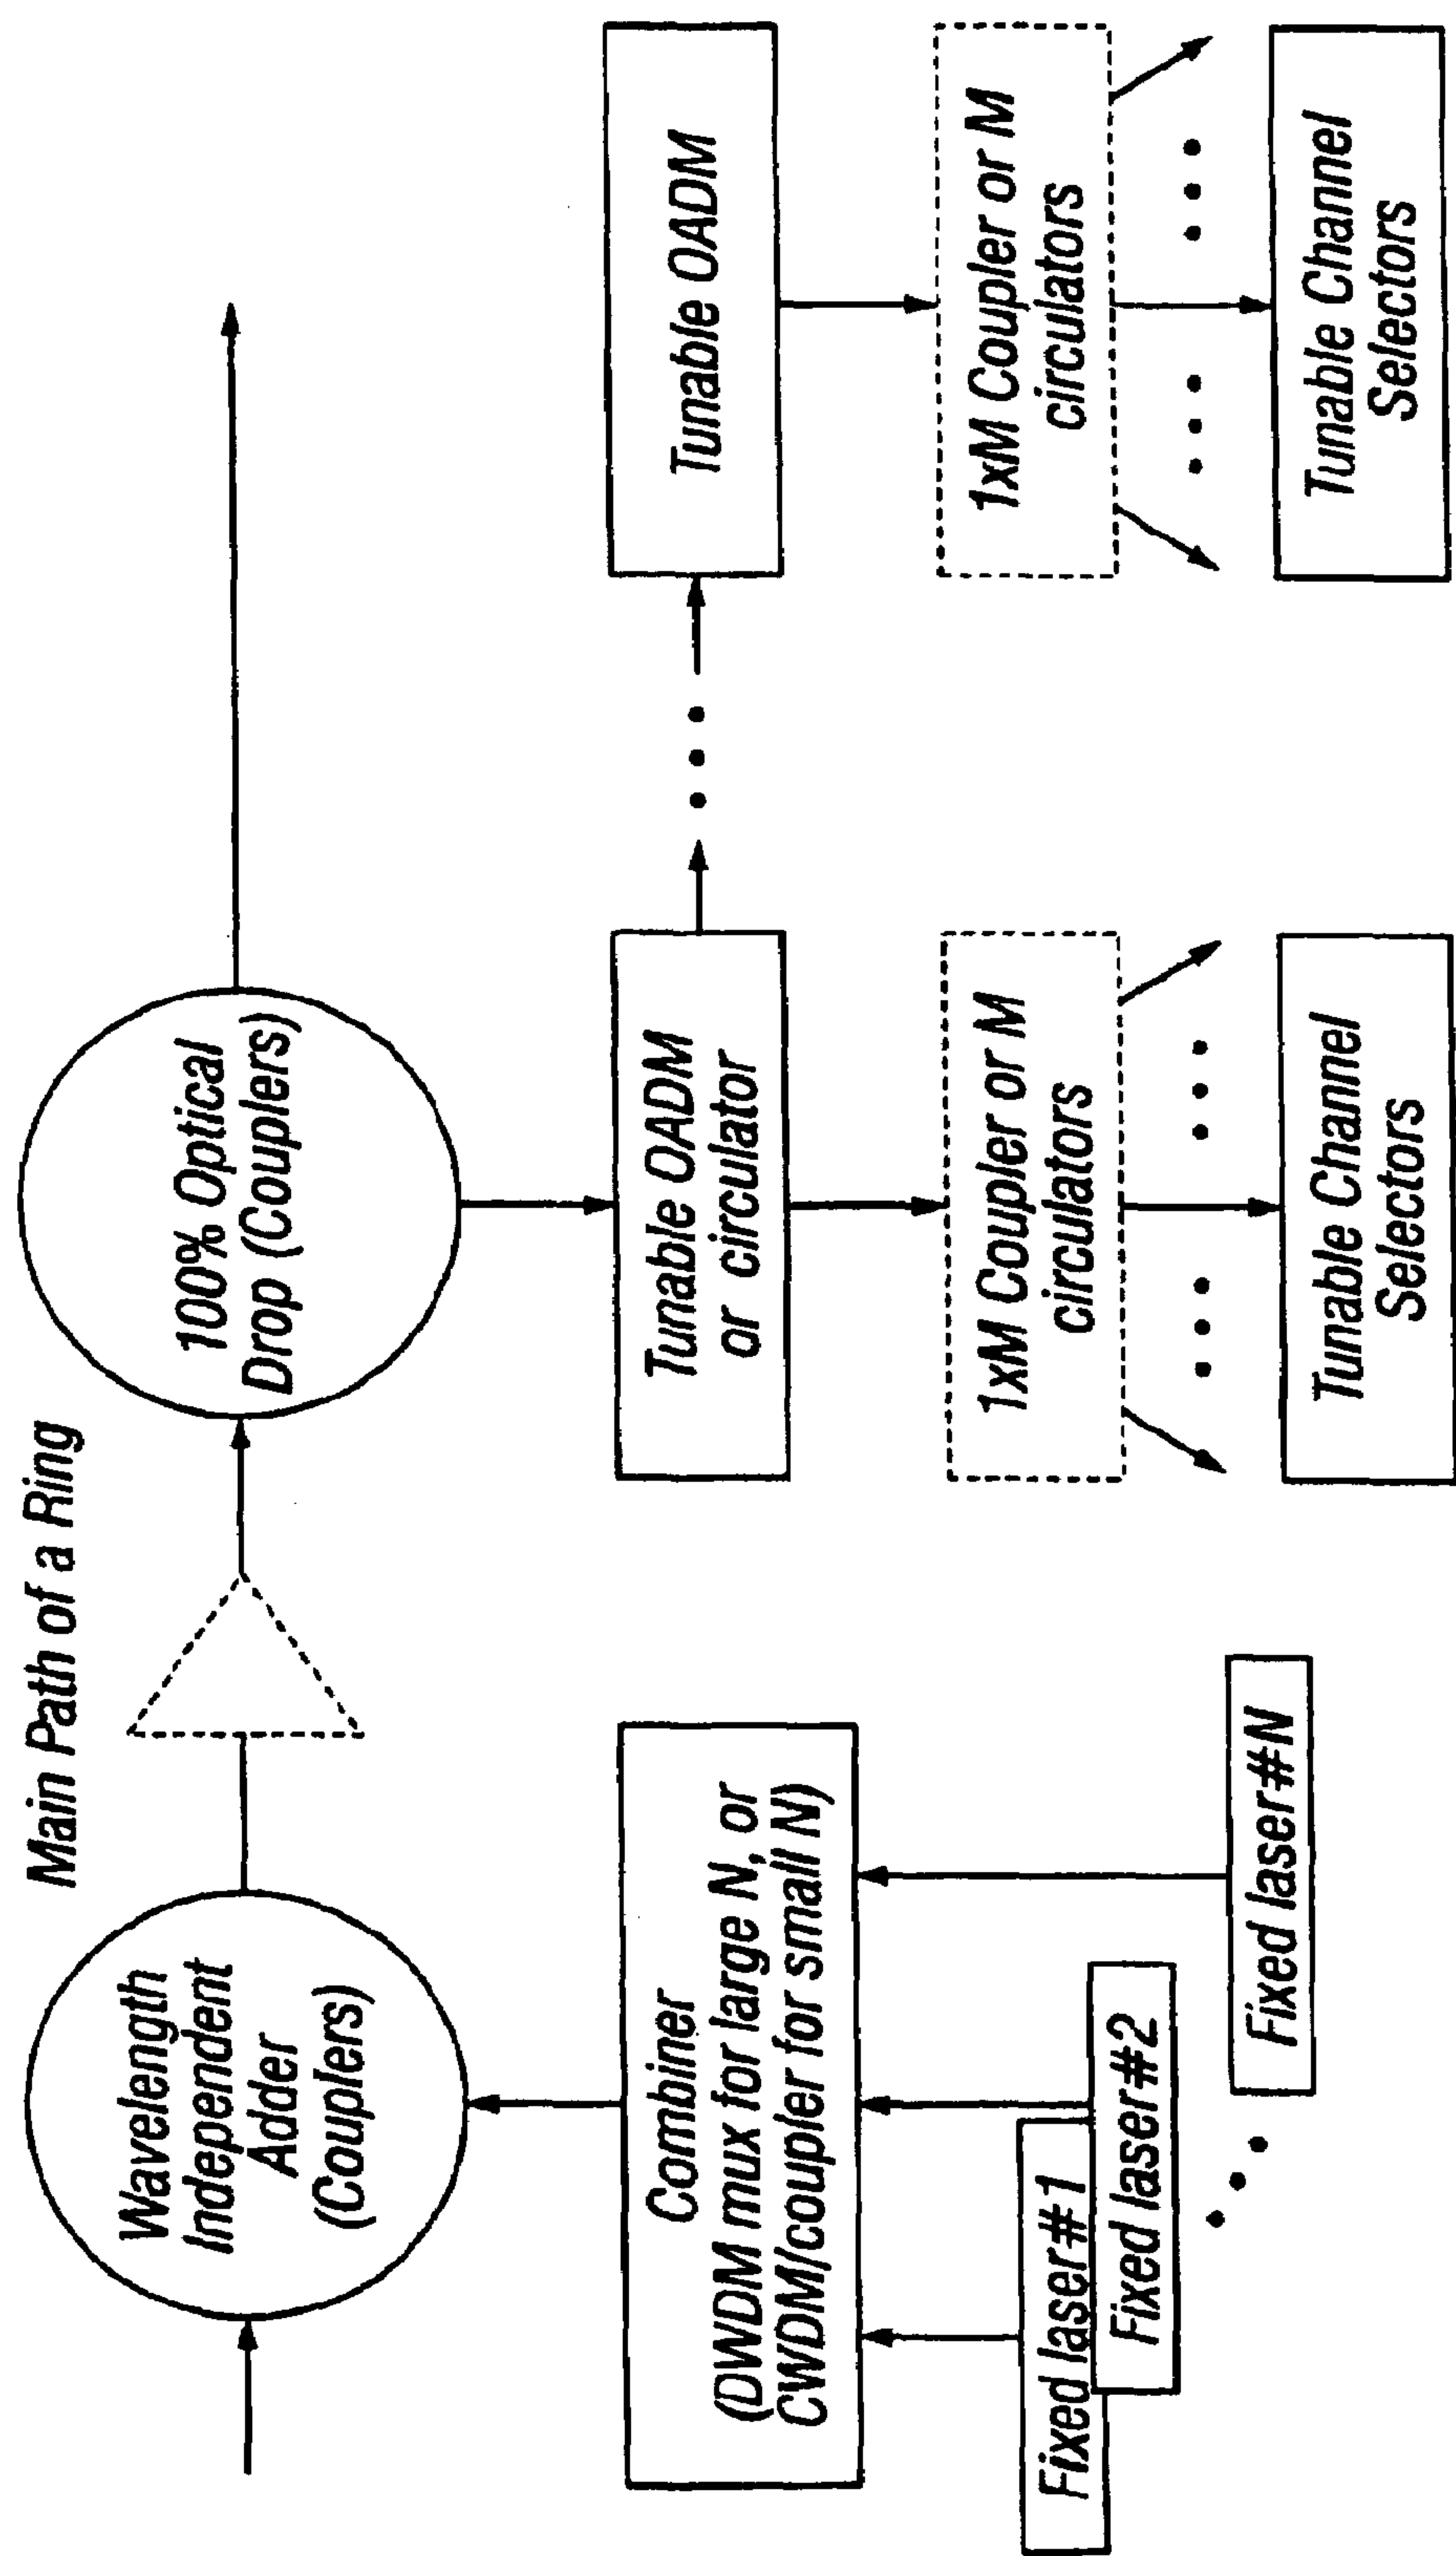 Main Path of a Ring
Wavelength
Independent
Adder
(Couplers)
100% Optical
Drop (Couplers)
Combiner
(DWDM mux for large N, or
CWDM/coupler for small N)
Fixed laser#1
Fixed laser#2
Fixed laser#N
Tunable OADM
or circulator
Tunable OADM
1xM Coupler or M
circulators
1xM Coupler or M
circulators
Tunable Channel
Selectors
Tunable Channel
Selectors